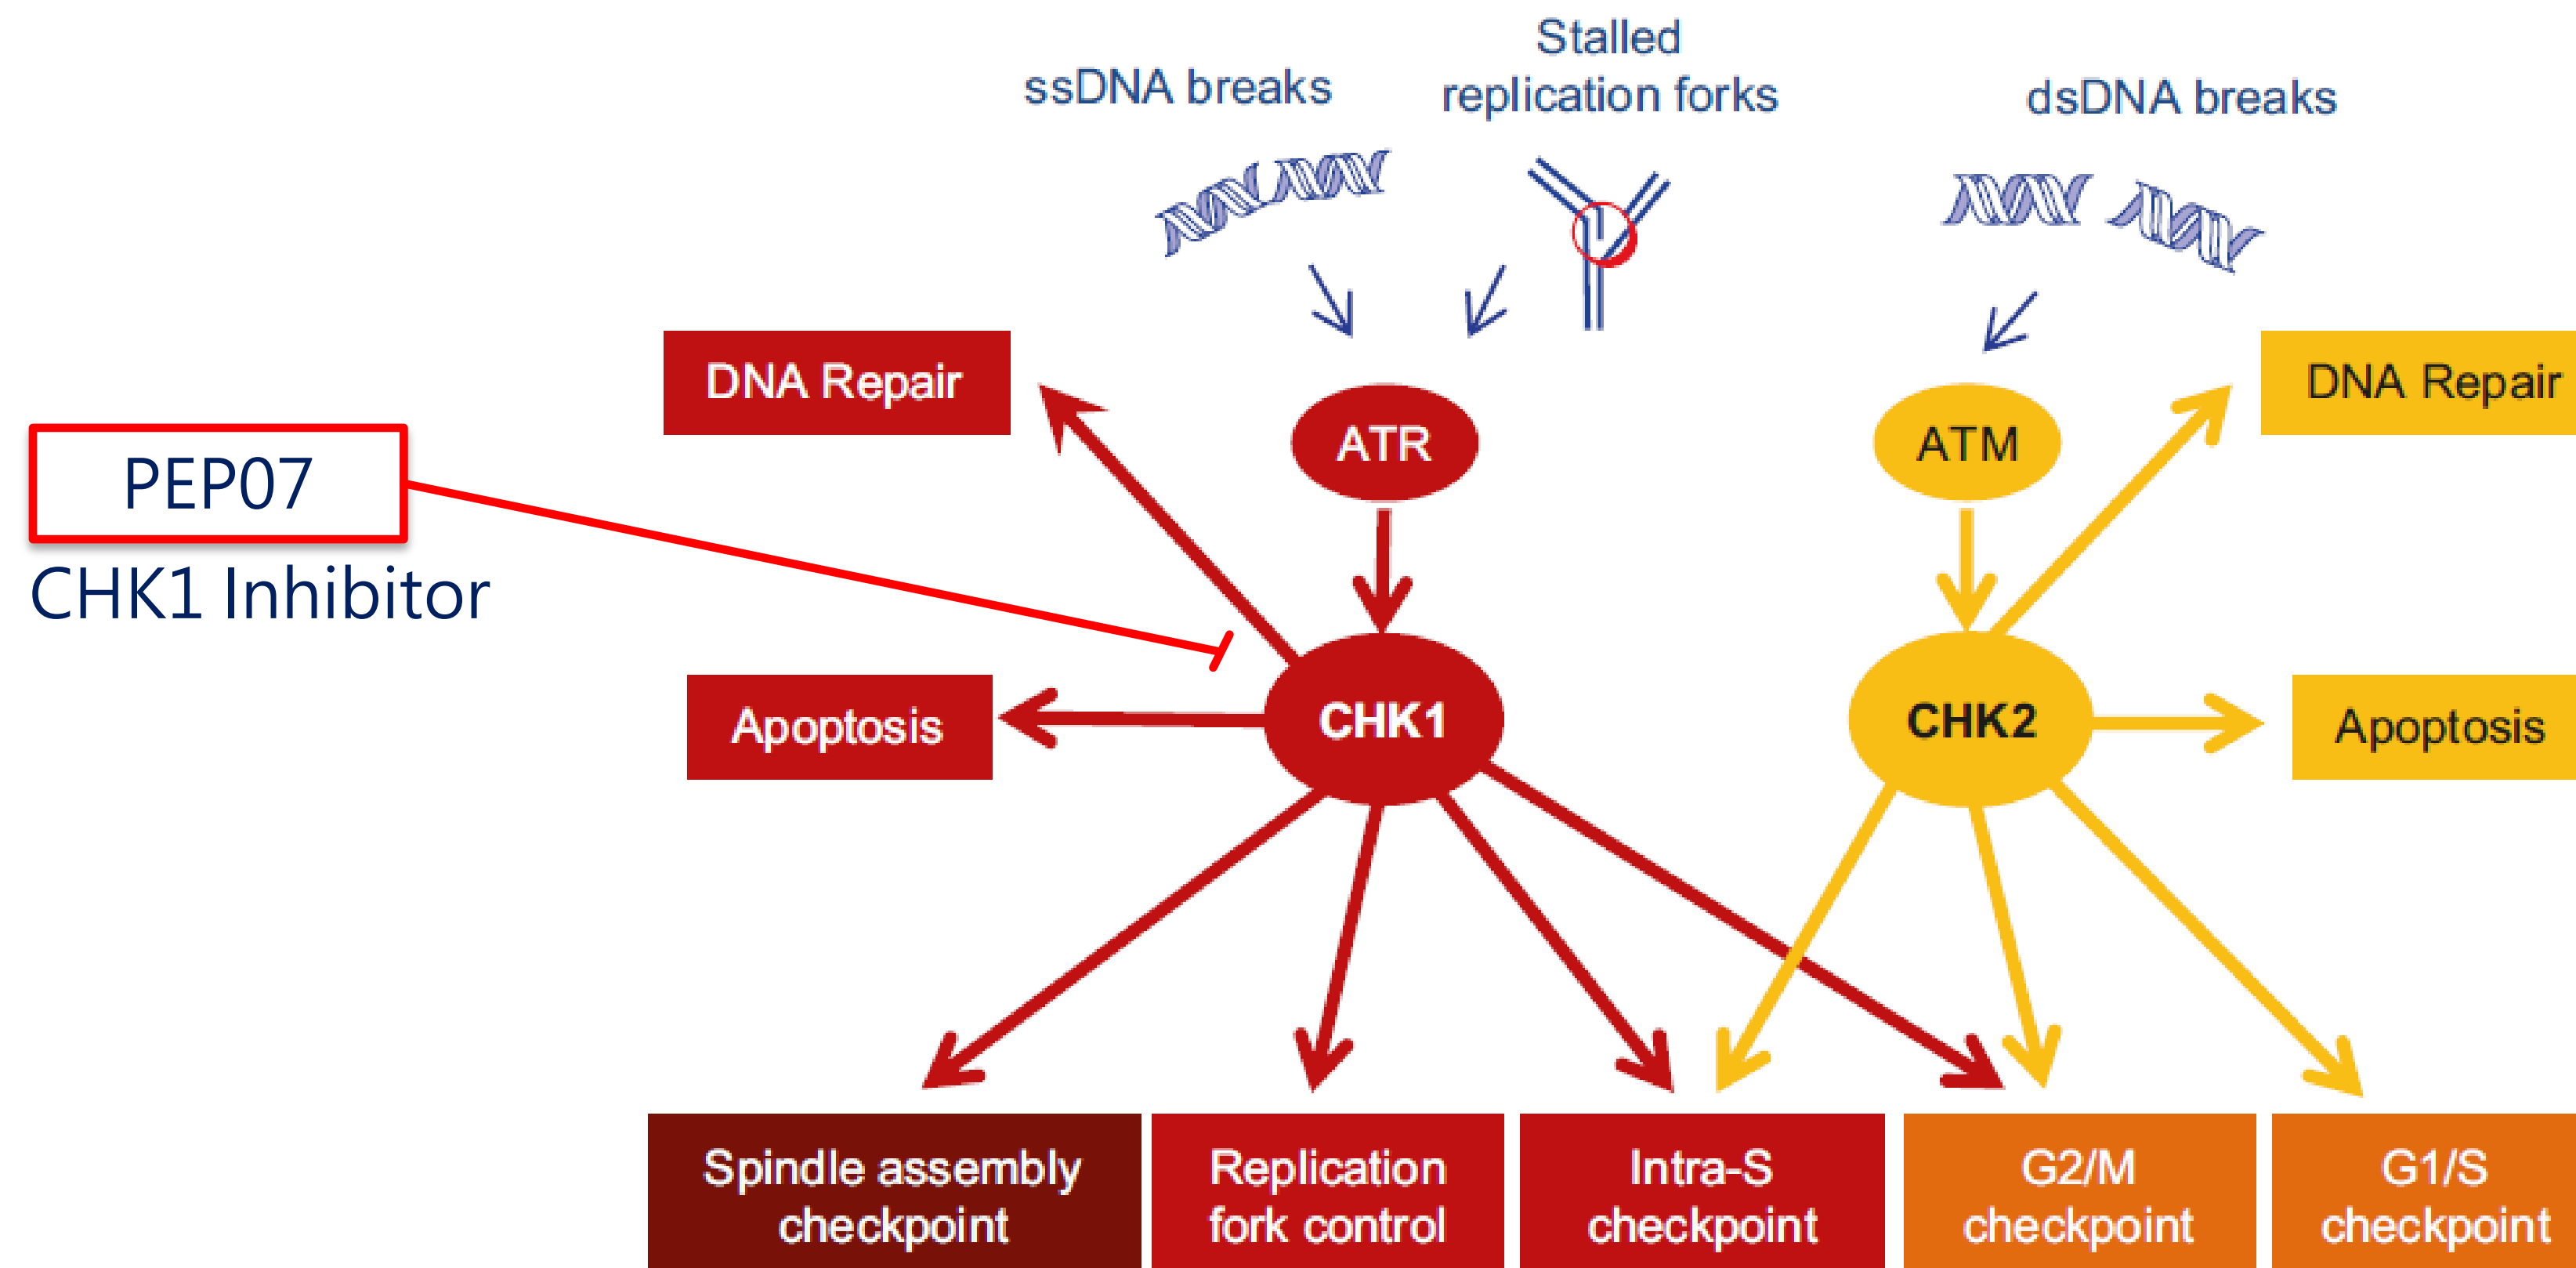 Stalled
replication forks
ssDNA breaks
dsDNA breaks
DNA Repair
ATR
ATM
DNA Repair
PEP07
CHK1 Inhibitor
Apoptosis
CHK1
CHK2
Apoptosis
Spindle assembly
checkpoint
Replication
fork control
Intra-S
checkpoint
G2/M
checkpoint
G1/S
checkpoint